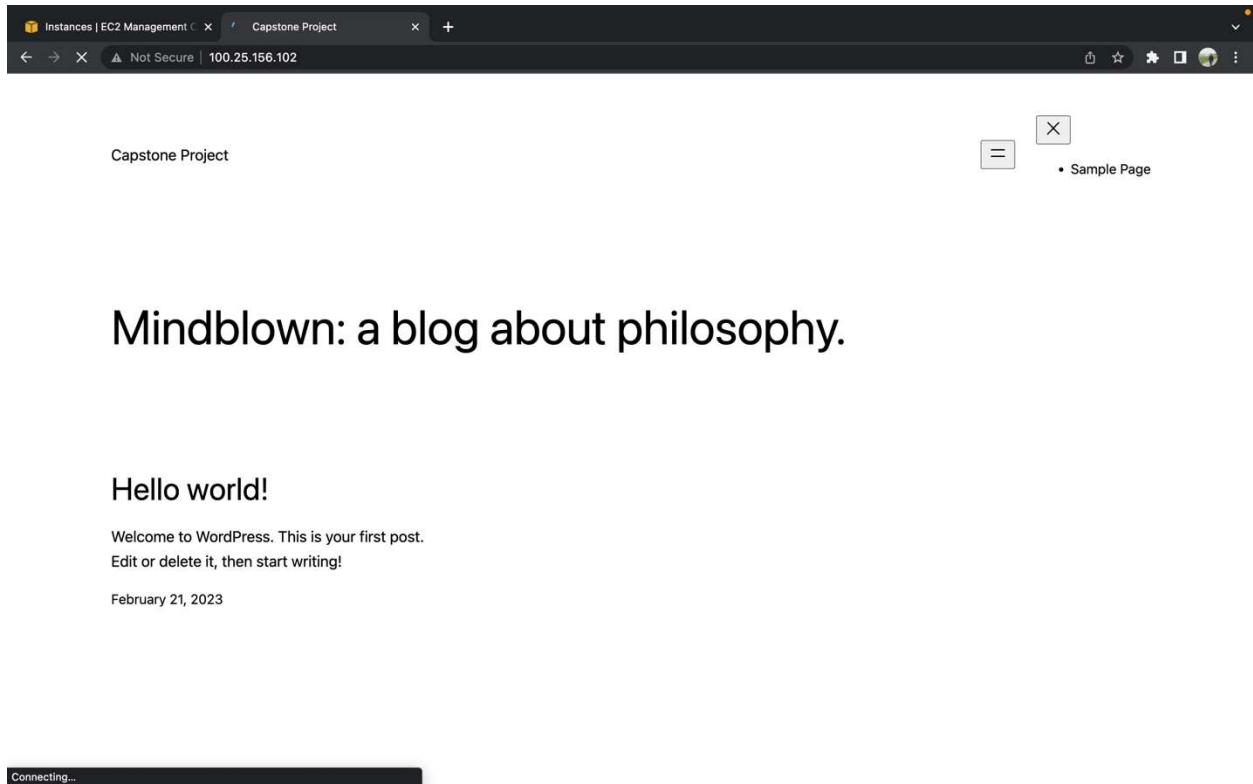 Instances | EC2 Management C
Capstone Project
Not Secure | 100.25.156.102
Capstone Project
• Sample Page
Mindblown: a blog about philosophy.
Hello world!
Welcome to WordPress. This is your first post.
Edit or delete it, then start writing!
February 21, 2023
Connecting...